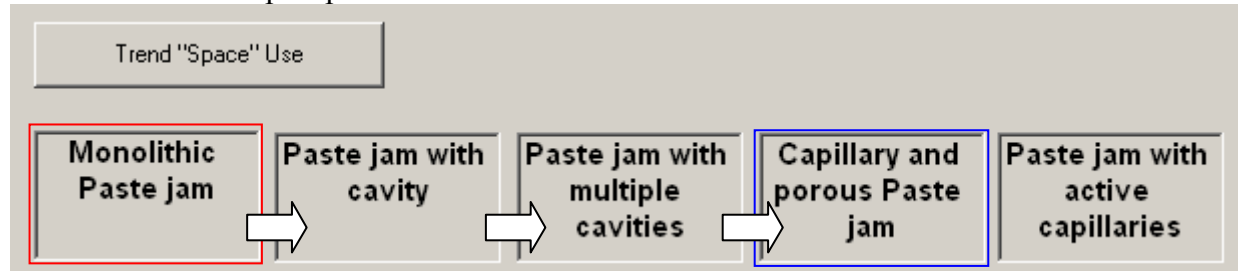 Trend "Space" Use
Monolithic
Paste jam
Paste jam with
cavity
Paste jam with
multiple
cavities
Capillary and
porous Paste
jam
Paste jam with
active
capillaries